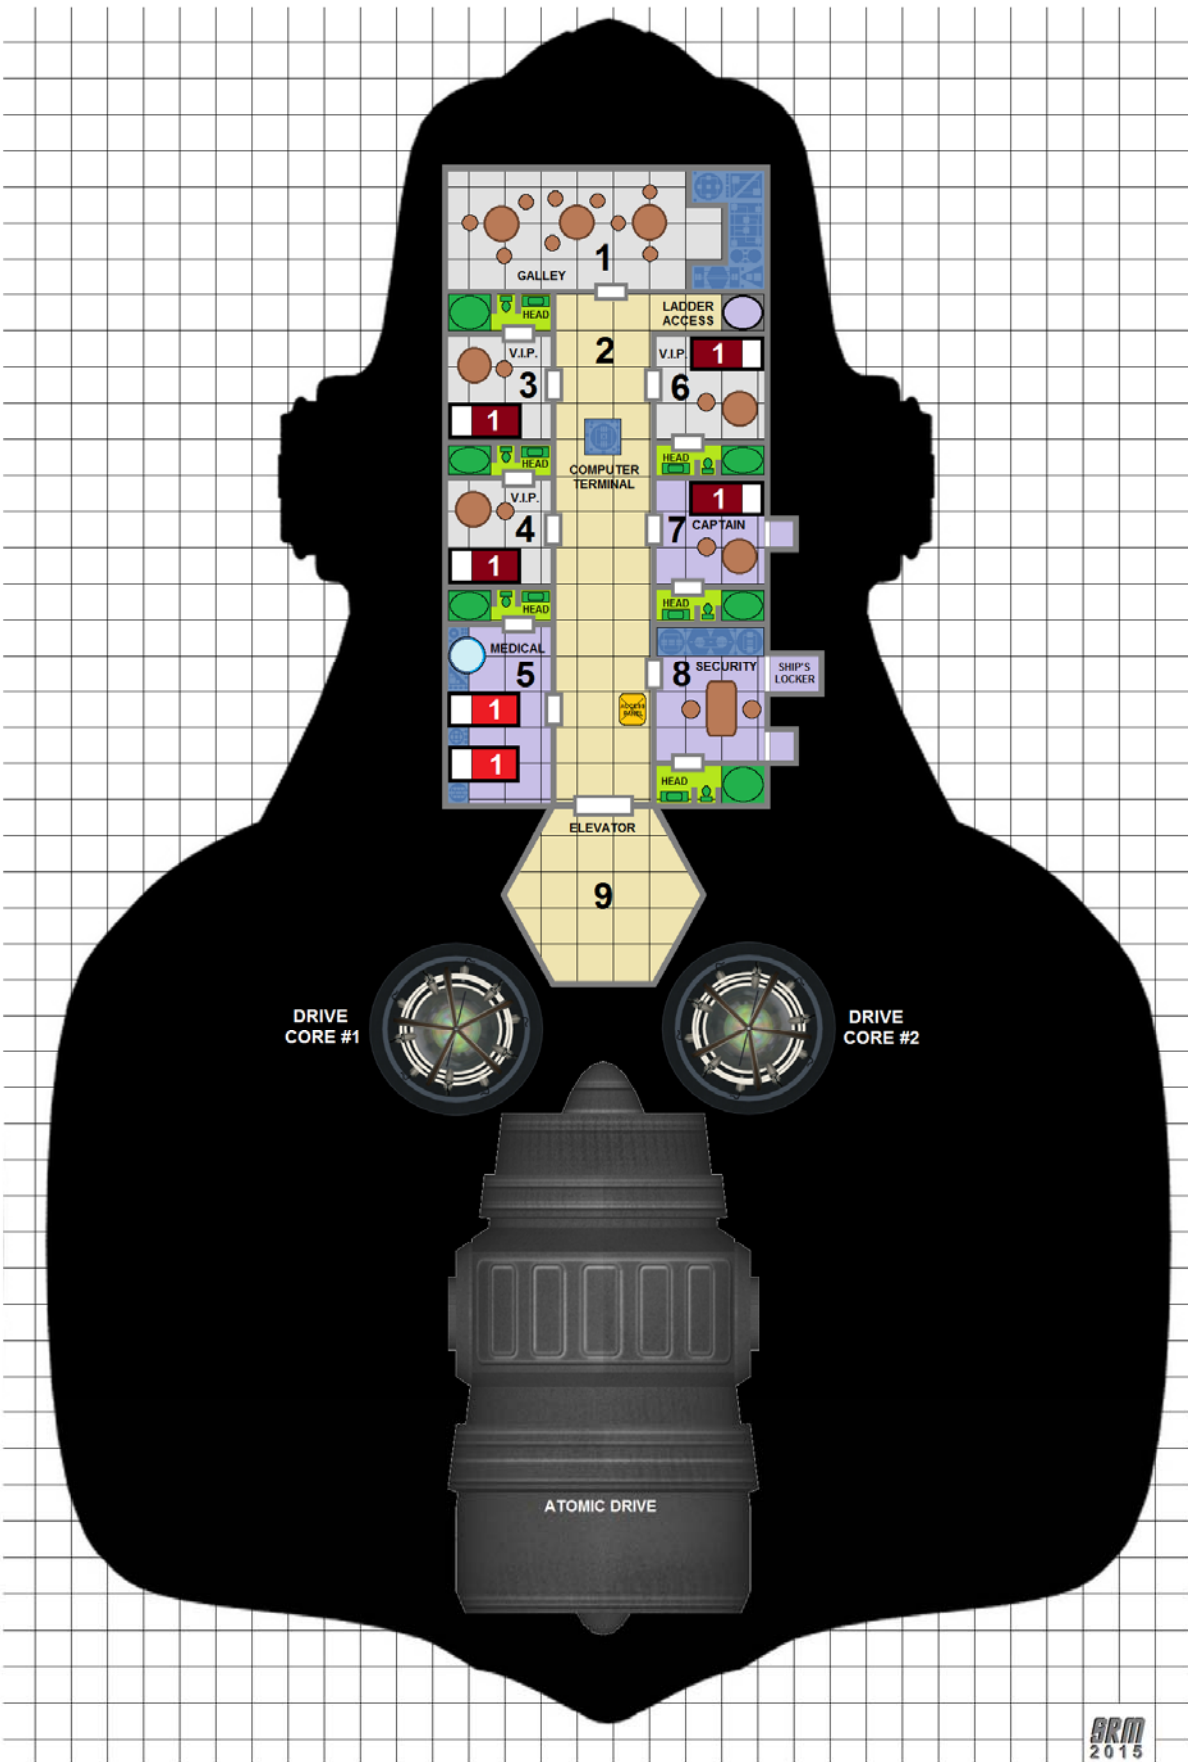 1
GALLEY
HEAD
LADDER
ACCESS
2
V.I.P.
3
1
V.I.P.
1
6
COMPUTER
TERMINAL
HEAD
HEAD
V.I.P.
4
1
1
7
CAPTAIN
HEAD
HEAD
MEDICAL
5
1
1
8
SECURITY
SHIP'S
LOCKER
ACCESS
PANEL
HEAD
ELEVATOR
9
DRIVE
CORE #1
DRIVE
CORE #2
ATOMIC DRIVE
SRM
2015